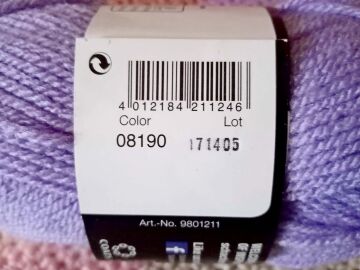 4 012184 211246
Color Lot
08190 171405
Art.-No. 9801211
f